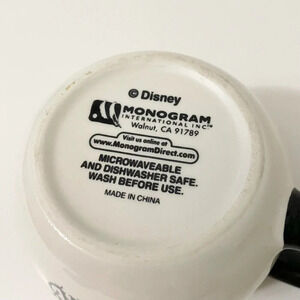 © Disney
MONOGRAM
INTERNATIONAL INC.
Walnut, CA 91789
Visit us online at
www.MonogramDirect.com
MICROWAVEABLE
AND DISHWASHER SAFE.
WASH BEFORE USE.
MADE IN CHINA